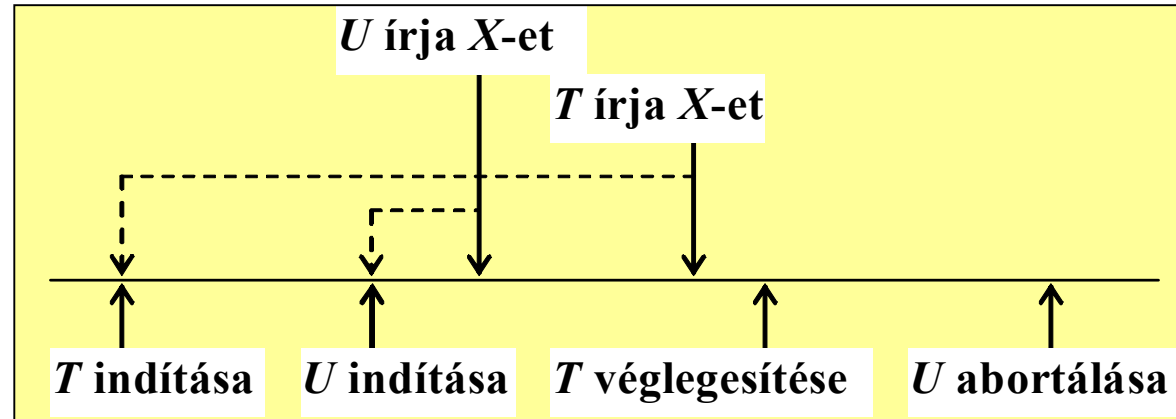 U írja X-et
T írja X-et
T indítása
U indítása
T véglegesítése
U abortálása